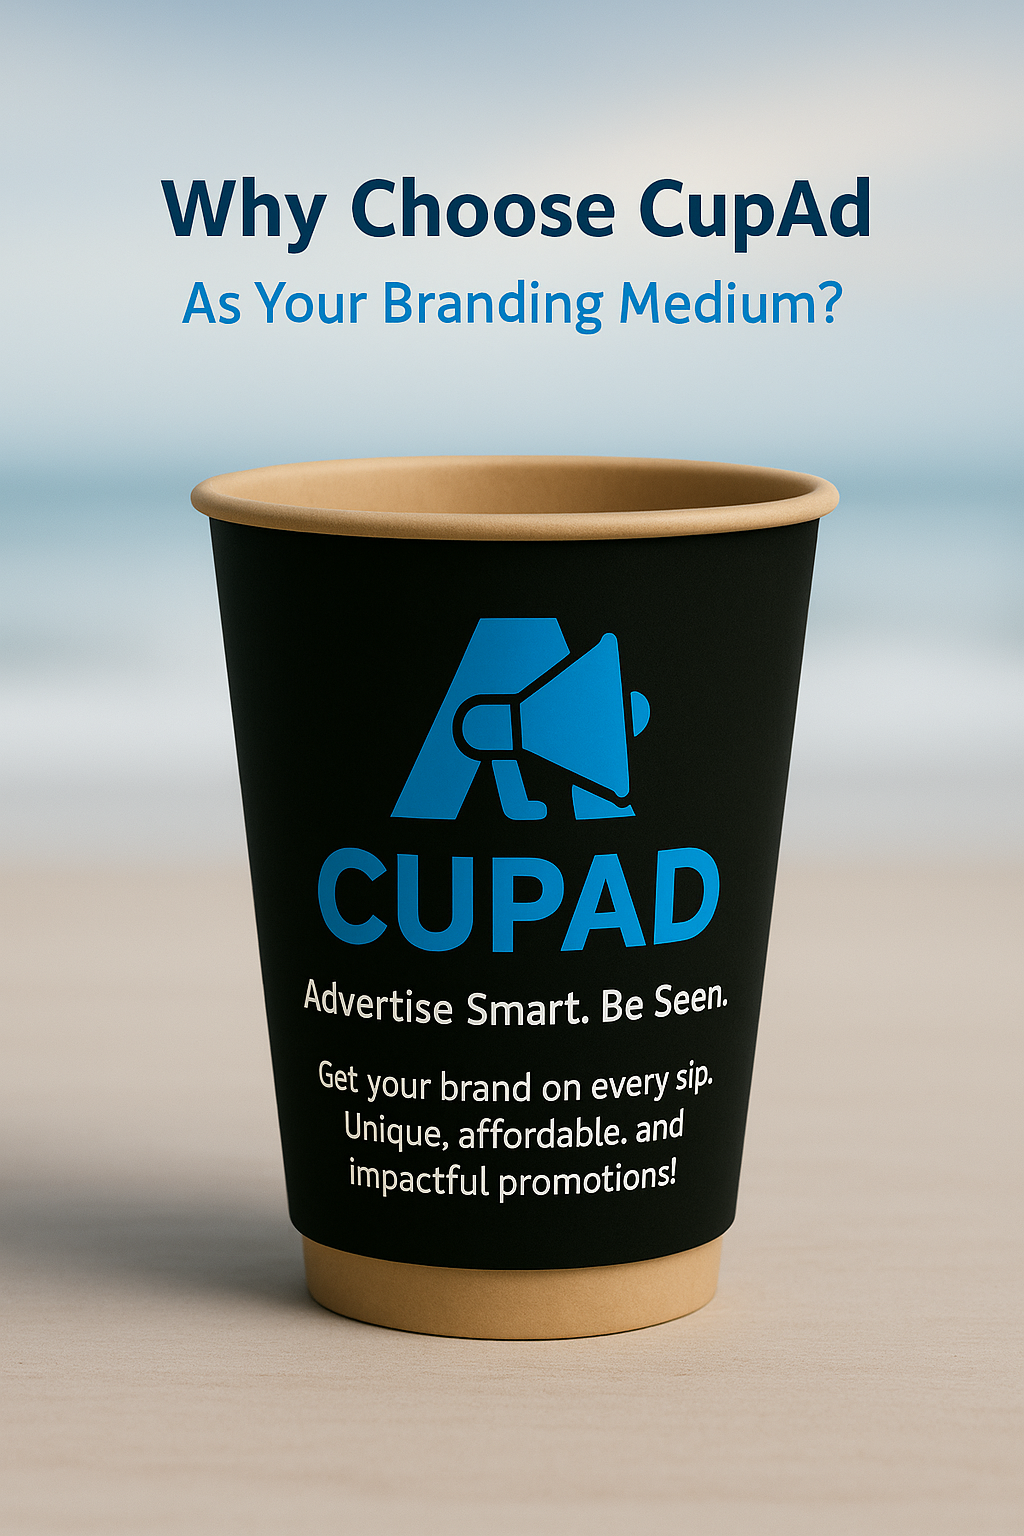 Why Choose CupAd
As Your Branding Medium?
CUPAD
Advertise Smart. Be Seen.
Get your brand on every sip.
Unique, affordable. and
impactful promotions!